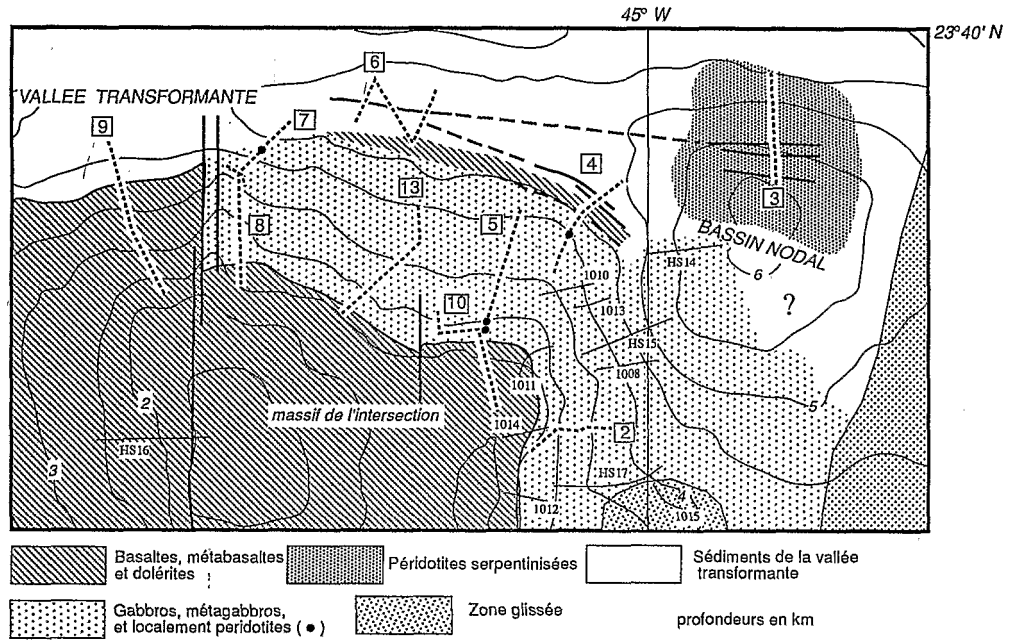 45° W
23°40' N
6
VALLEE TRANSFORMANTE
9
7
4
13
3
8
5
BASSIN NODAL
HS14
1010
6
10
1013
?
HS15
1008
2
1011
5
massif de l'intersection
1014
2
HS16
3
HS17
4
1012
1015
Basaltes, métabasaltes
et dolérites
Péridotites serpentinisées
Sédiments de la vallée
transformante
Gabbros, métagabbros,
et localement peridotites ( • )
Zone glissée
profondeurs en km